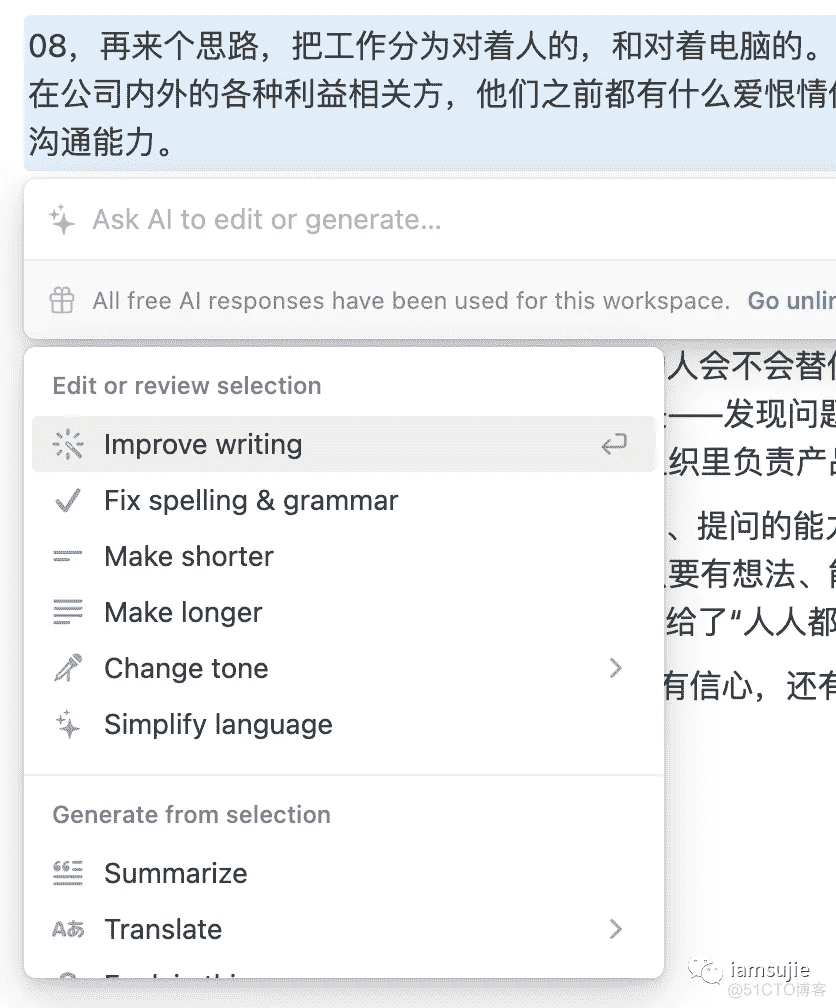 08，再来个思路，把工作分为对着人的，和对着电脑的。
在公司内外的各种利益相关方，他们之前都有什么爱恨情
沟通能力。
Ask AI to edit or generate...
All free AI responses have been used for this workspace. Go
Edit or review selection
人会不会替
Improve writing
——发现问题
织里负责产品
Fix spelling & grammar
、提问的能力
Make shorter
要有想法、
Make longer
给了“人人都
Change tone
有信心，还有
Simplify language
Generate from selection
Summarize
Translate
iamsujie
@51CTO博客